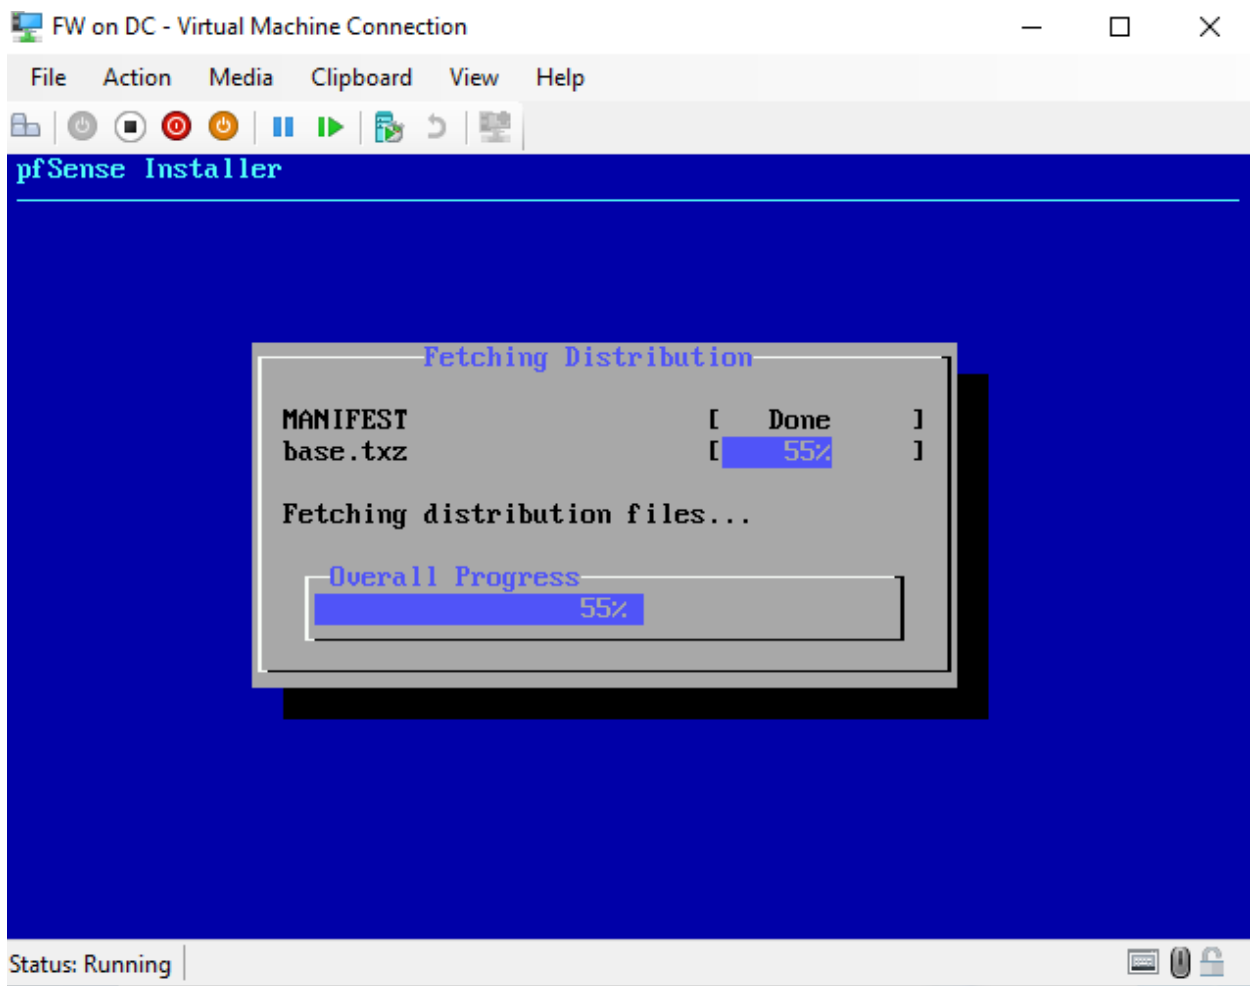 FW on DC - Virtual Machine Connection
File Action Media Clipboard View Help
pfSense Installer
Fetching Distribution
MANIFEST [ Done ]
base.txz [ 55% ]
Fetching distribution files...
Overall Progress
55%
Status: Running